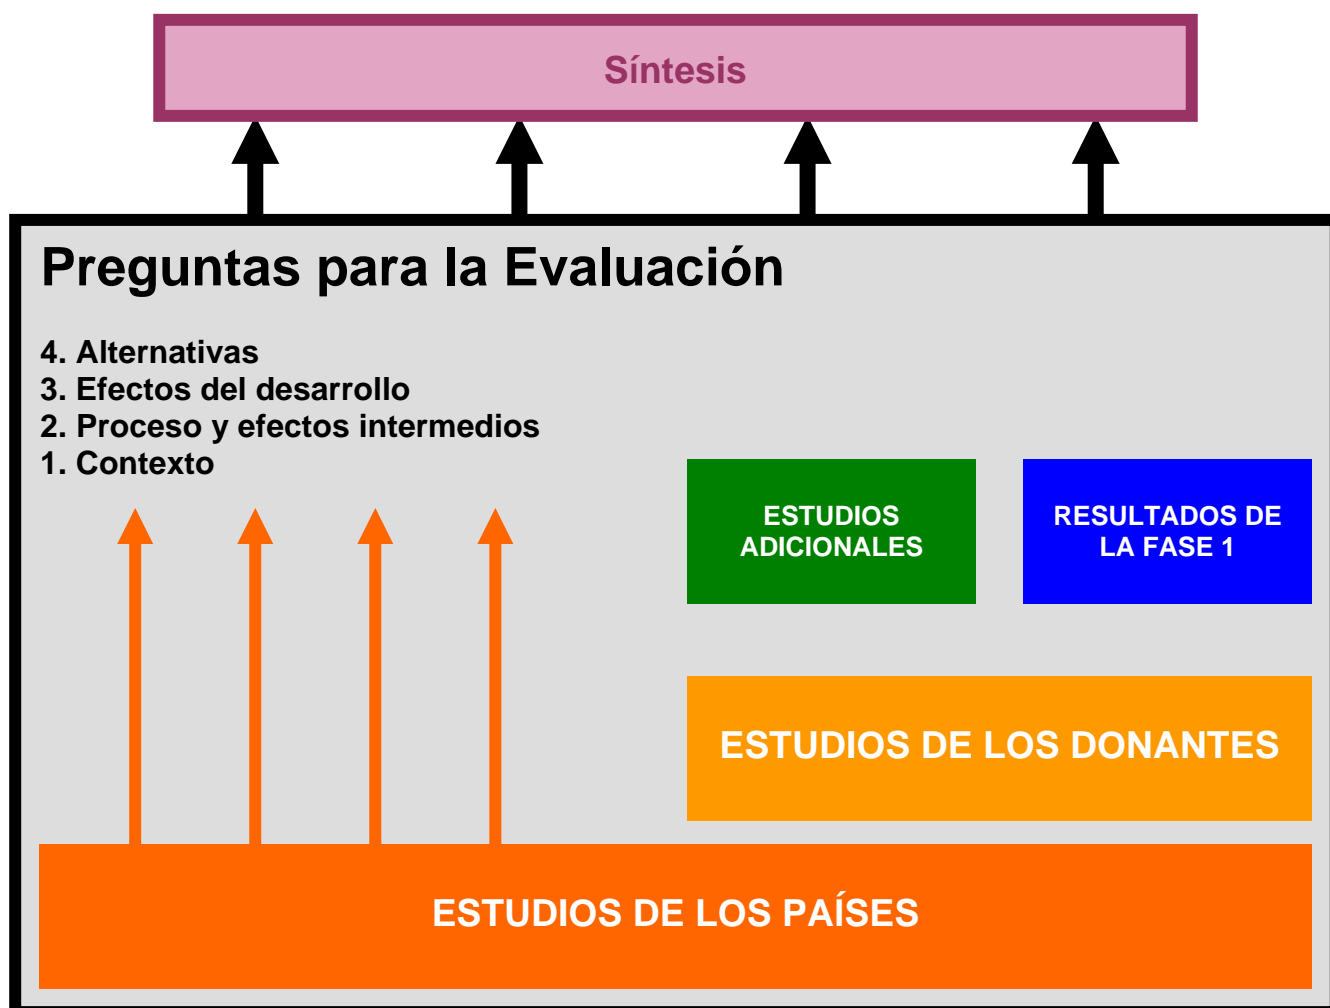 Síntesis
Preguntas para la Evaluación
4. Alternativas
3. Efectos del desarrollo
2. Proceso y efectos intermedios
1. Contexto
ESTUDIOS
ADICIONALES
RESULTADOS DE
LA FASE 1
ESTUDIOS DE LOS DONANTES
ESTUDIOS DE LOS PAÍSES